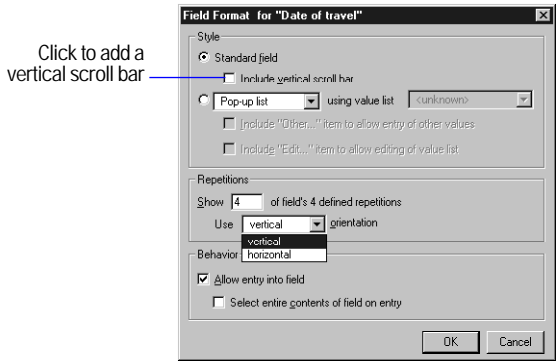 Field Format for "Date of travel"
Style
Standard field
Click to add a
vertical scroll bar
Include vertical scroll bar
Pop-up list using value list <unknown>
Include "Other..." item to allow entry of other values
Include "Edit..." item to allow editing of value list
Repetitions
Show 4 of field's 4 defined repetitions
Use vertical orientation
vertical
horizontal
Behavior
Allow entry into field
Select entire contents of field on entry
OK Cancel